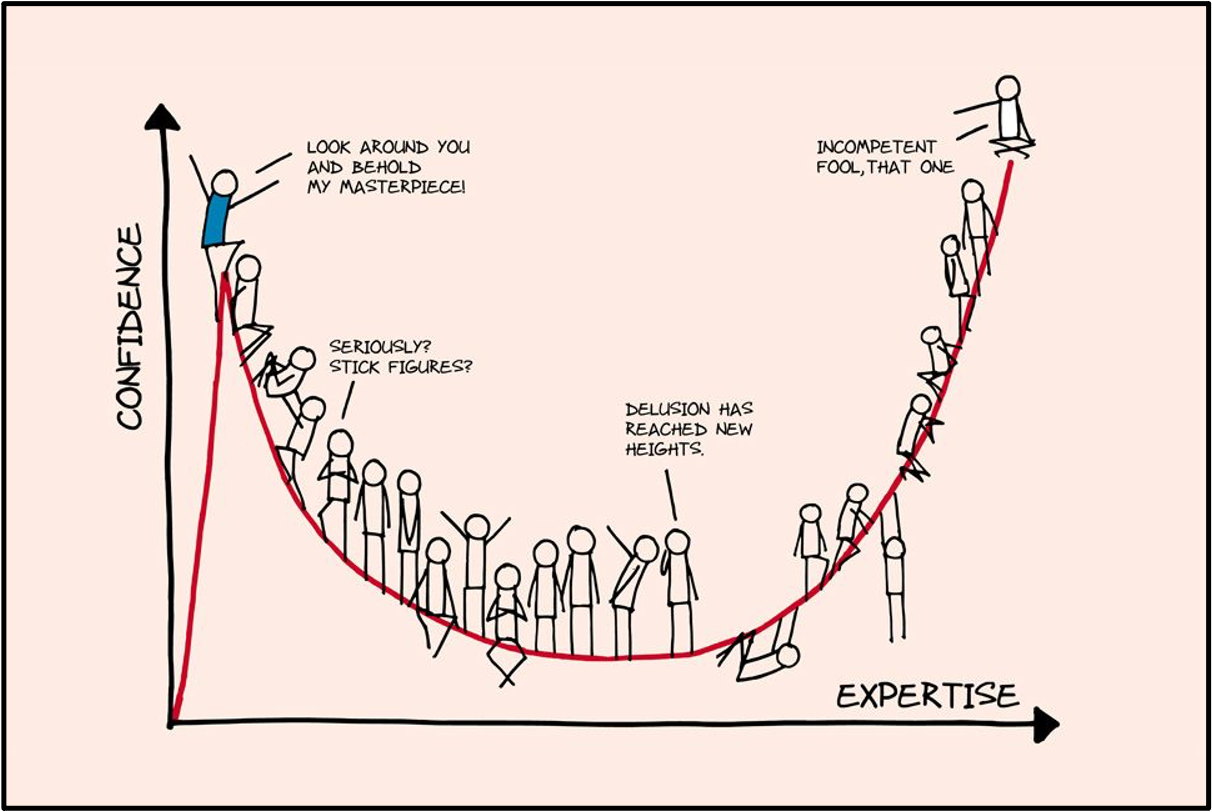 LOOK AROUND YOU
AND BEHOLD
MY MASTERPIECE!
INCOMPETENT
FOOL, THAT ONE
CONFIDENCE
SERIOUSLY?
STICK FIGURES?
DELUSION HAS
REACHED NEW
HEIGHTS.
EXPERTISE